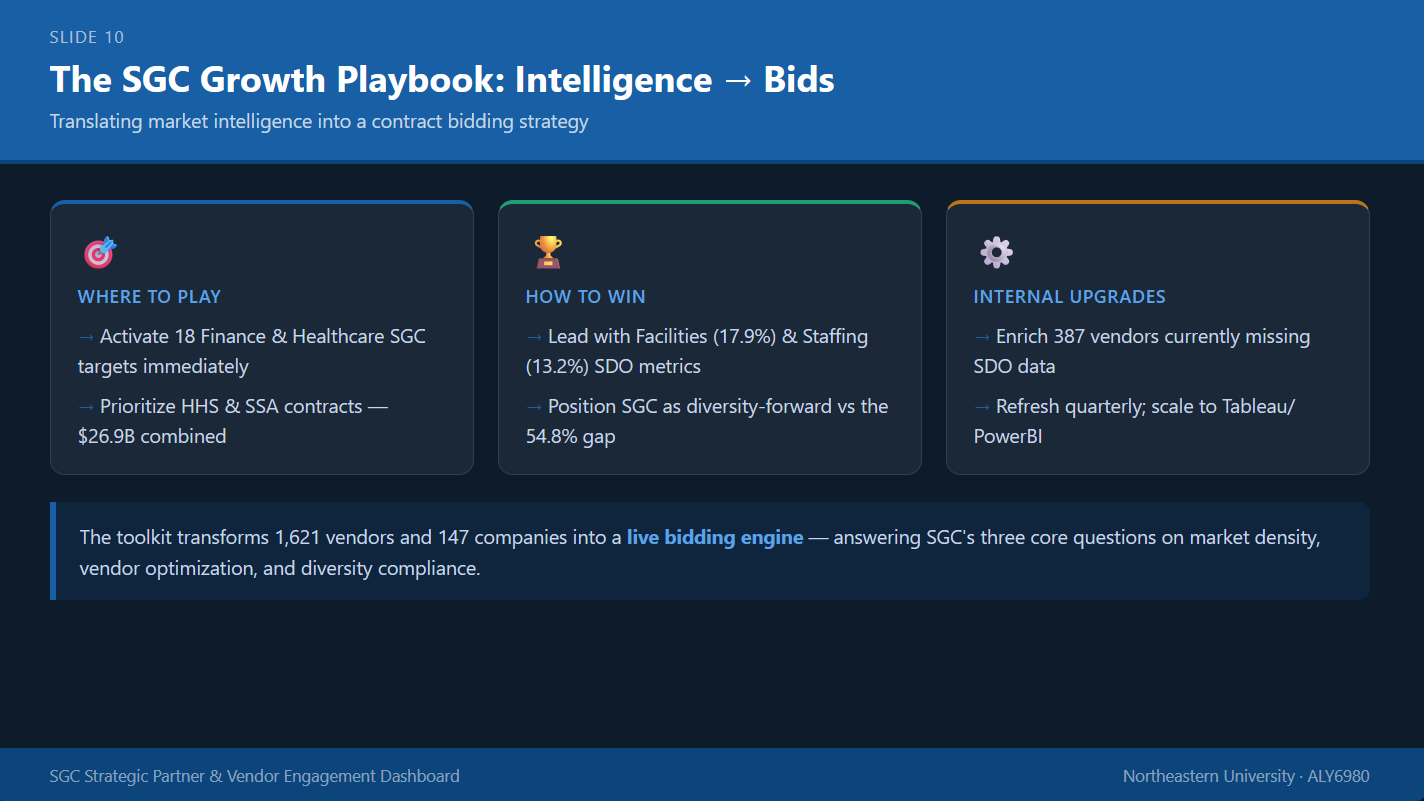 SLIDE 10
The SGC Growth Playbook: Intelligence → Bids
Translating market intelligence into a contract bidding strategy
WHERE TO PLAY
→ Activate 18 Finance & Healthcare SGC
targets immediately
→ Prioritize HHS & SSA contracts —
$26.9B combined
HOW TO WIN
→ Lead with Facilities (17.9%) & Staffing
(13.2%) SDO metrics
→ Position SGC as diversity-forward vs the
54.8% gap
INTERNAL UPGRADES
→ Enrich 387 vendors currently missing
SDO data
→ Refresh quarterly; scale to Tableau/
PowerBI
The toolkit transforms 1,621 vendors and 147 companies into a live bidding engine — answering SGC's three core questions on market density,
vendor optimization, and diversity compliance.
SGC Strategic Partner & Vendor Engagement Dashboard
Northeastern University · ALY6980